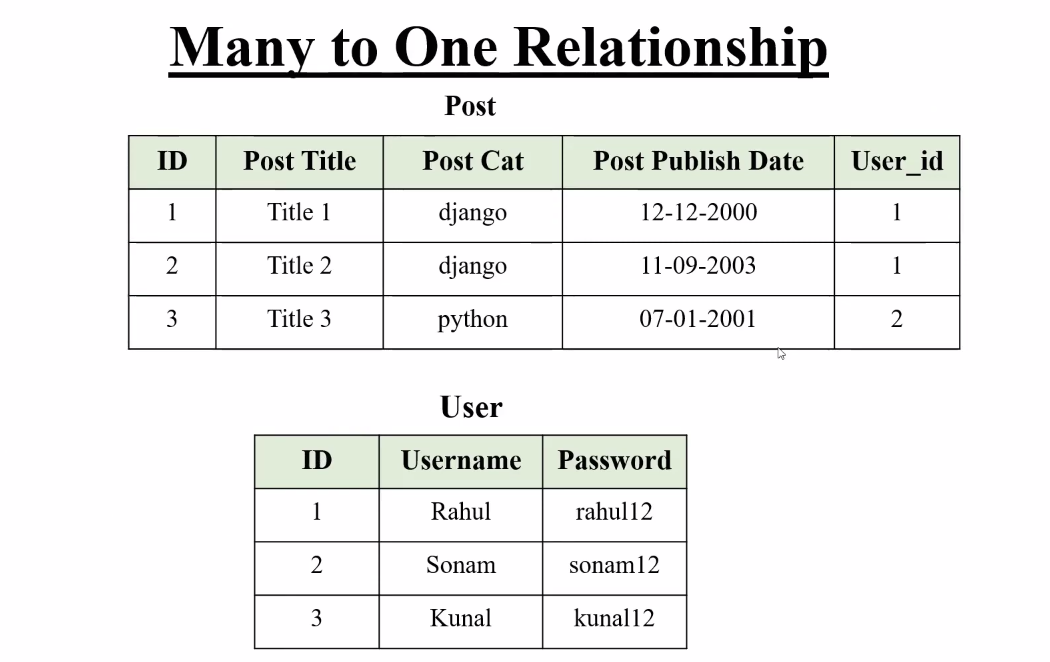 Many to One Relationship
Post
ID Post Title Post Cat Post Publish Date User_id
1 Title 1 django 12-12-2000 1
2 Title 2 django 11-09-2003 1
3 Title 3 python 07-01-2001 2
User
ID Username Password
1 Rahul rahul12
2 Sonam sonam12
3 Kunal kunal12